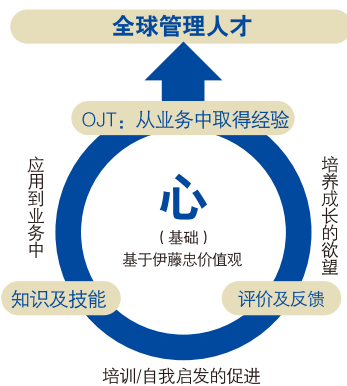 全球管理人才
OJT：从业务中取得经验
应用到业务中
培养成长的欲望
心
（基础）
基于伊藤忠价值观
知识及技能
评价及反馈
培训/自我启发的促进